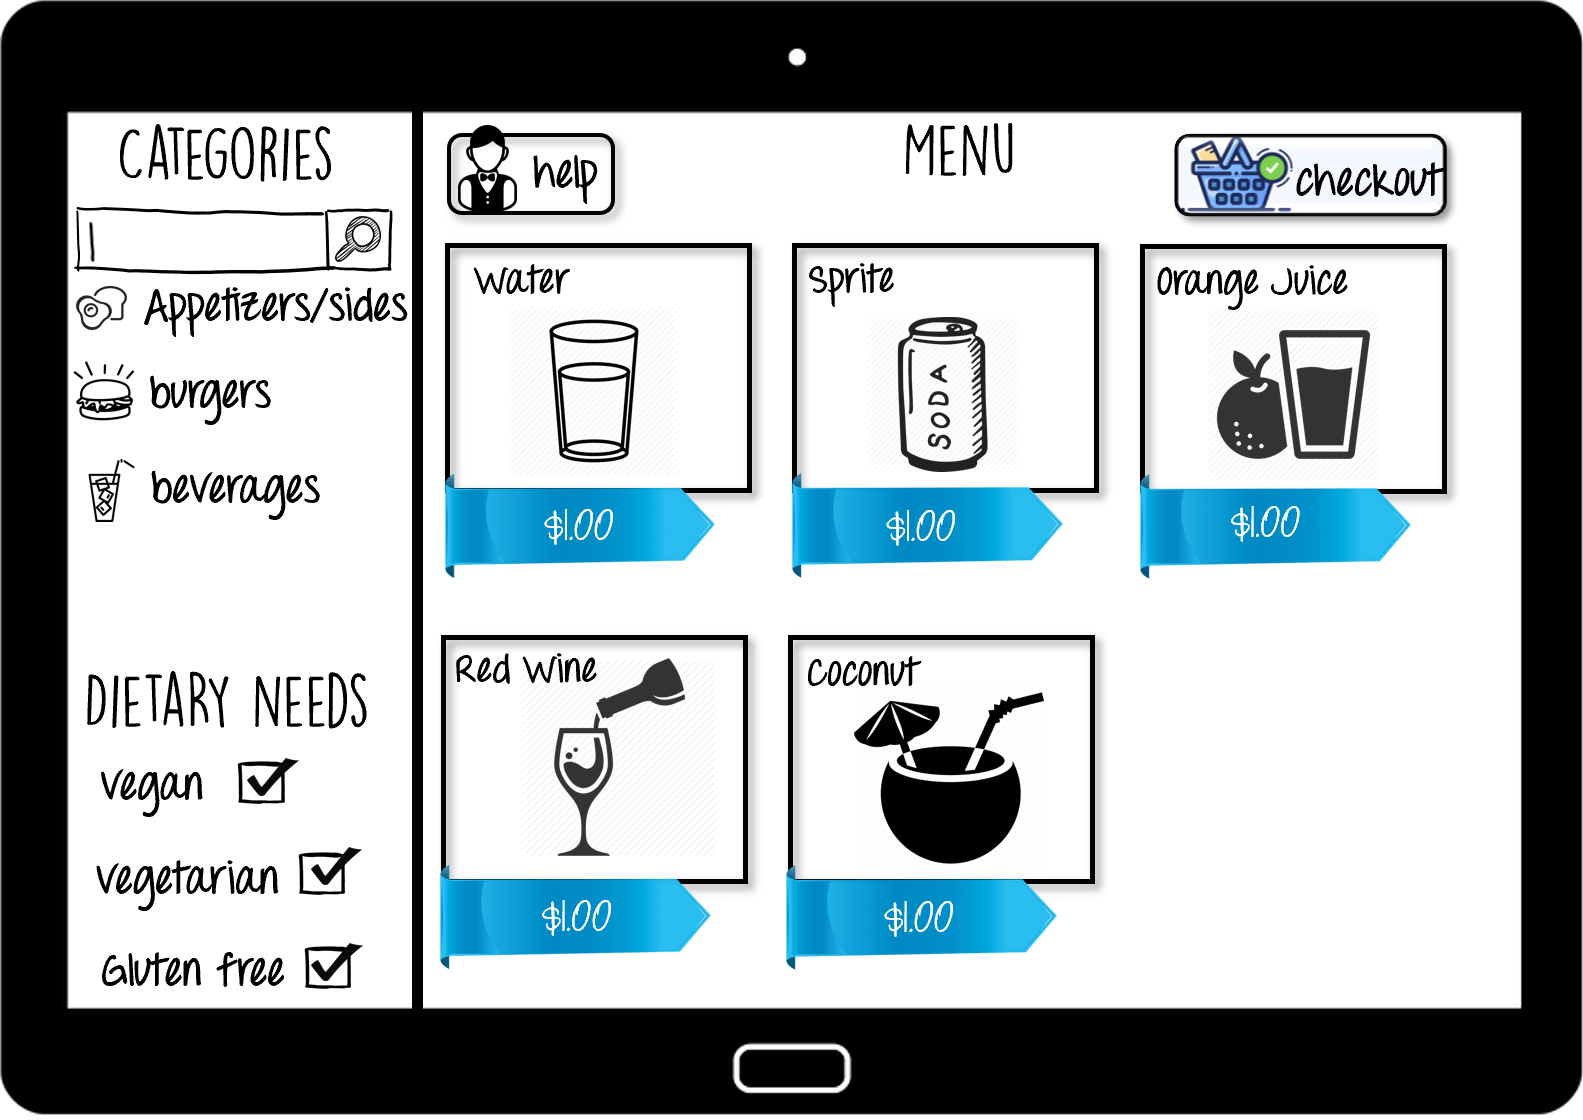 CATEGORIES
Appetizers/sides
burgers
beverages
DIETARY NEEDS
vegan
vegetarian
Gluten free
help
MENU
checkout
Water
Sprite
Orange Juice
SODA
$1.00
$1.00
$1.00
Red Wine
Coconut
$1.00
$1.00